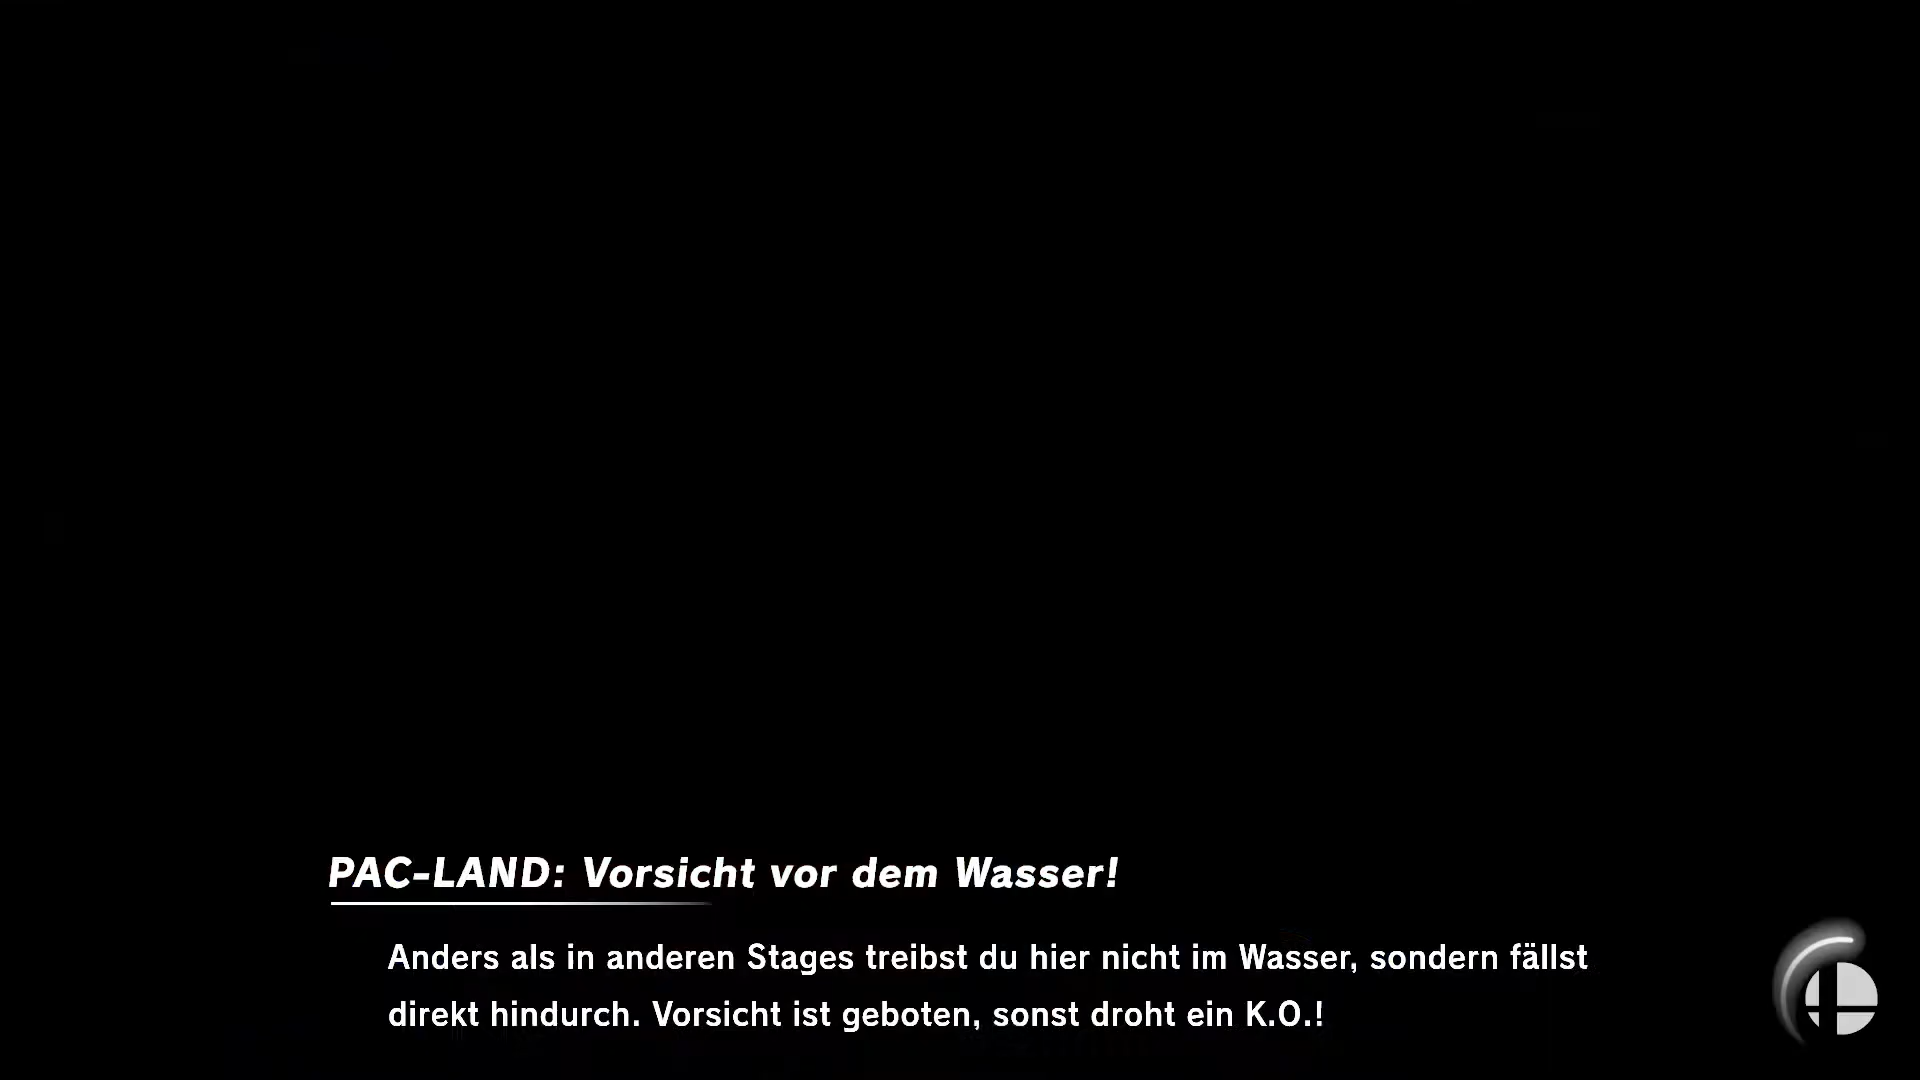 PAC-LAND: Vorsicht vor dem Wasser!
Anders als in anderen Stages treibst du hier nicht im Wasser, sondern fällst
direkt hindurch. Vorsicht ist geboten, sonst droht ein K.O.!